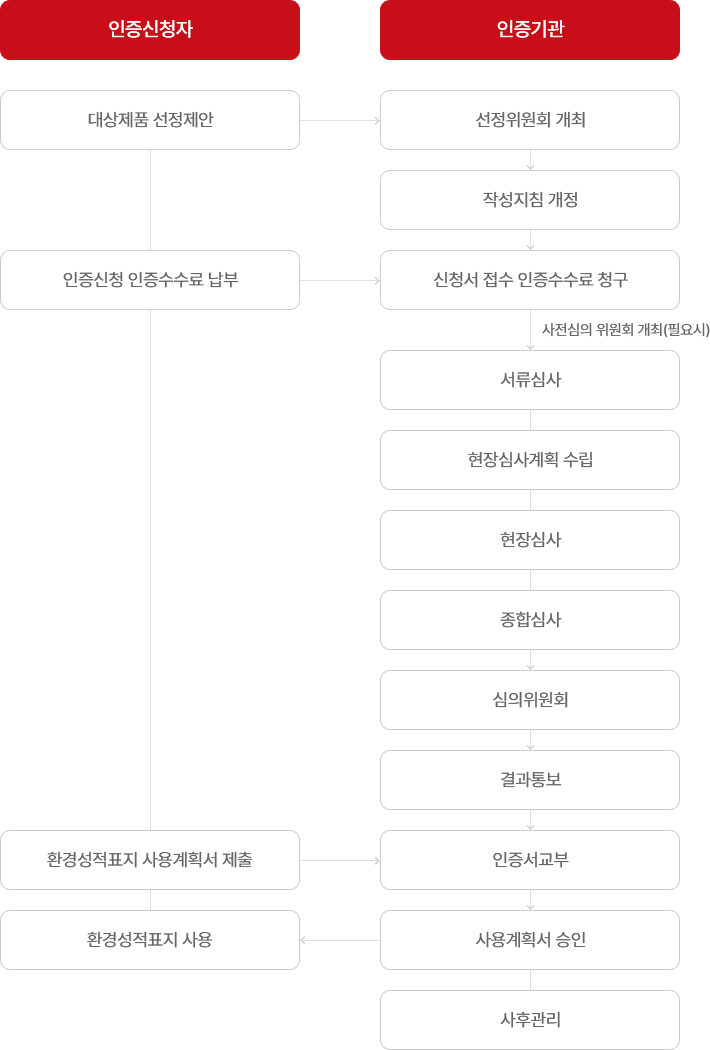 인증신청자
인증기관
대상제품 선정제안
선정위원회 개최
작성지침 개정
인증신청 인증수수료 납부
신청서 접수 인증수수료 청구
사전심의 위원회 개최(필요시)
서류심사
현장심사계획 수립
현장심사
종합심사
심의위원회
결과통보
환경성적표지 사용계획서 제출
인증서교부
환경성적표지 사용
사용계획서 승인
사후관리